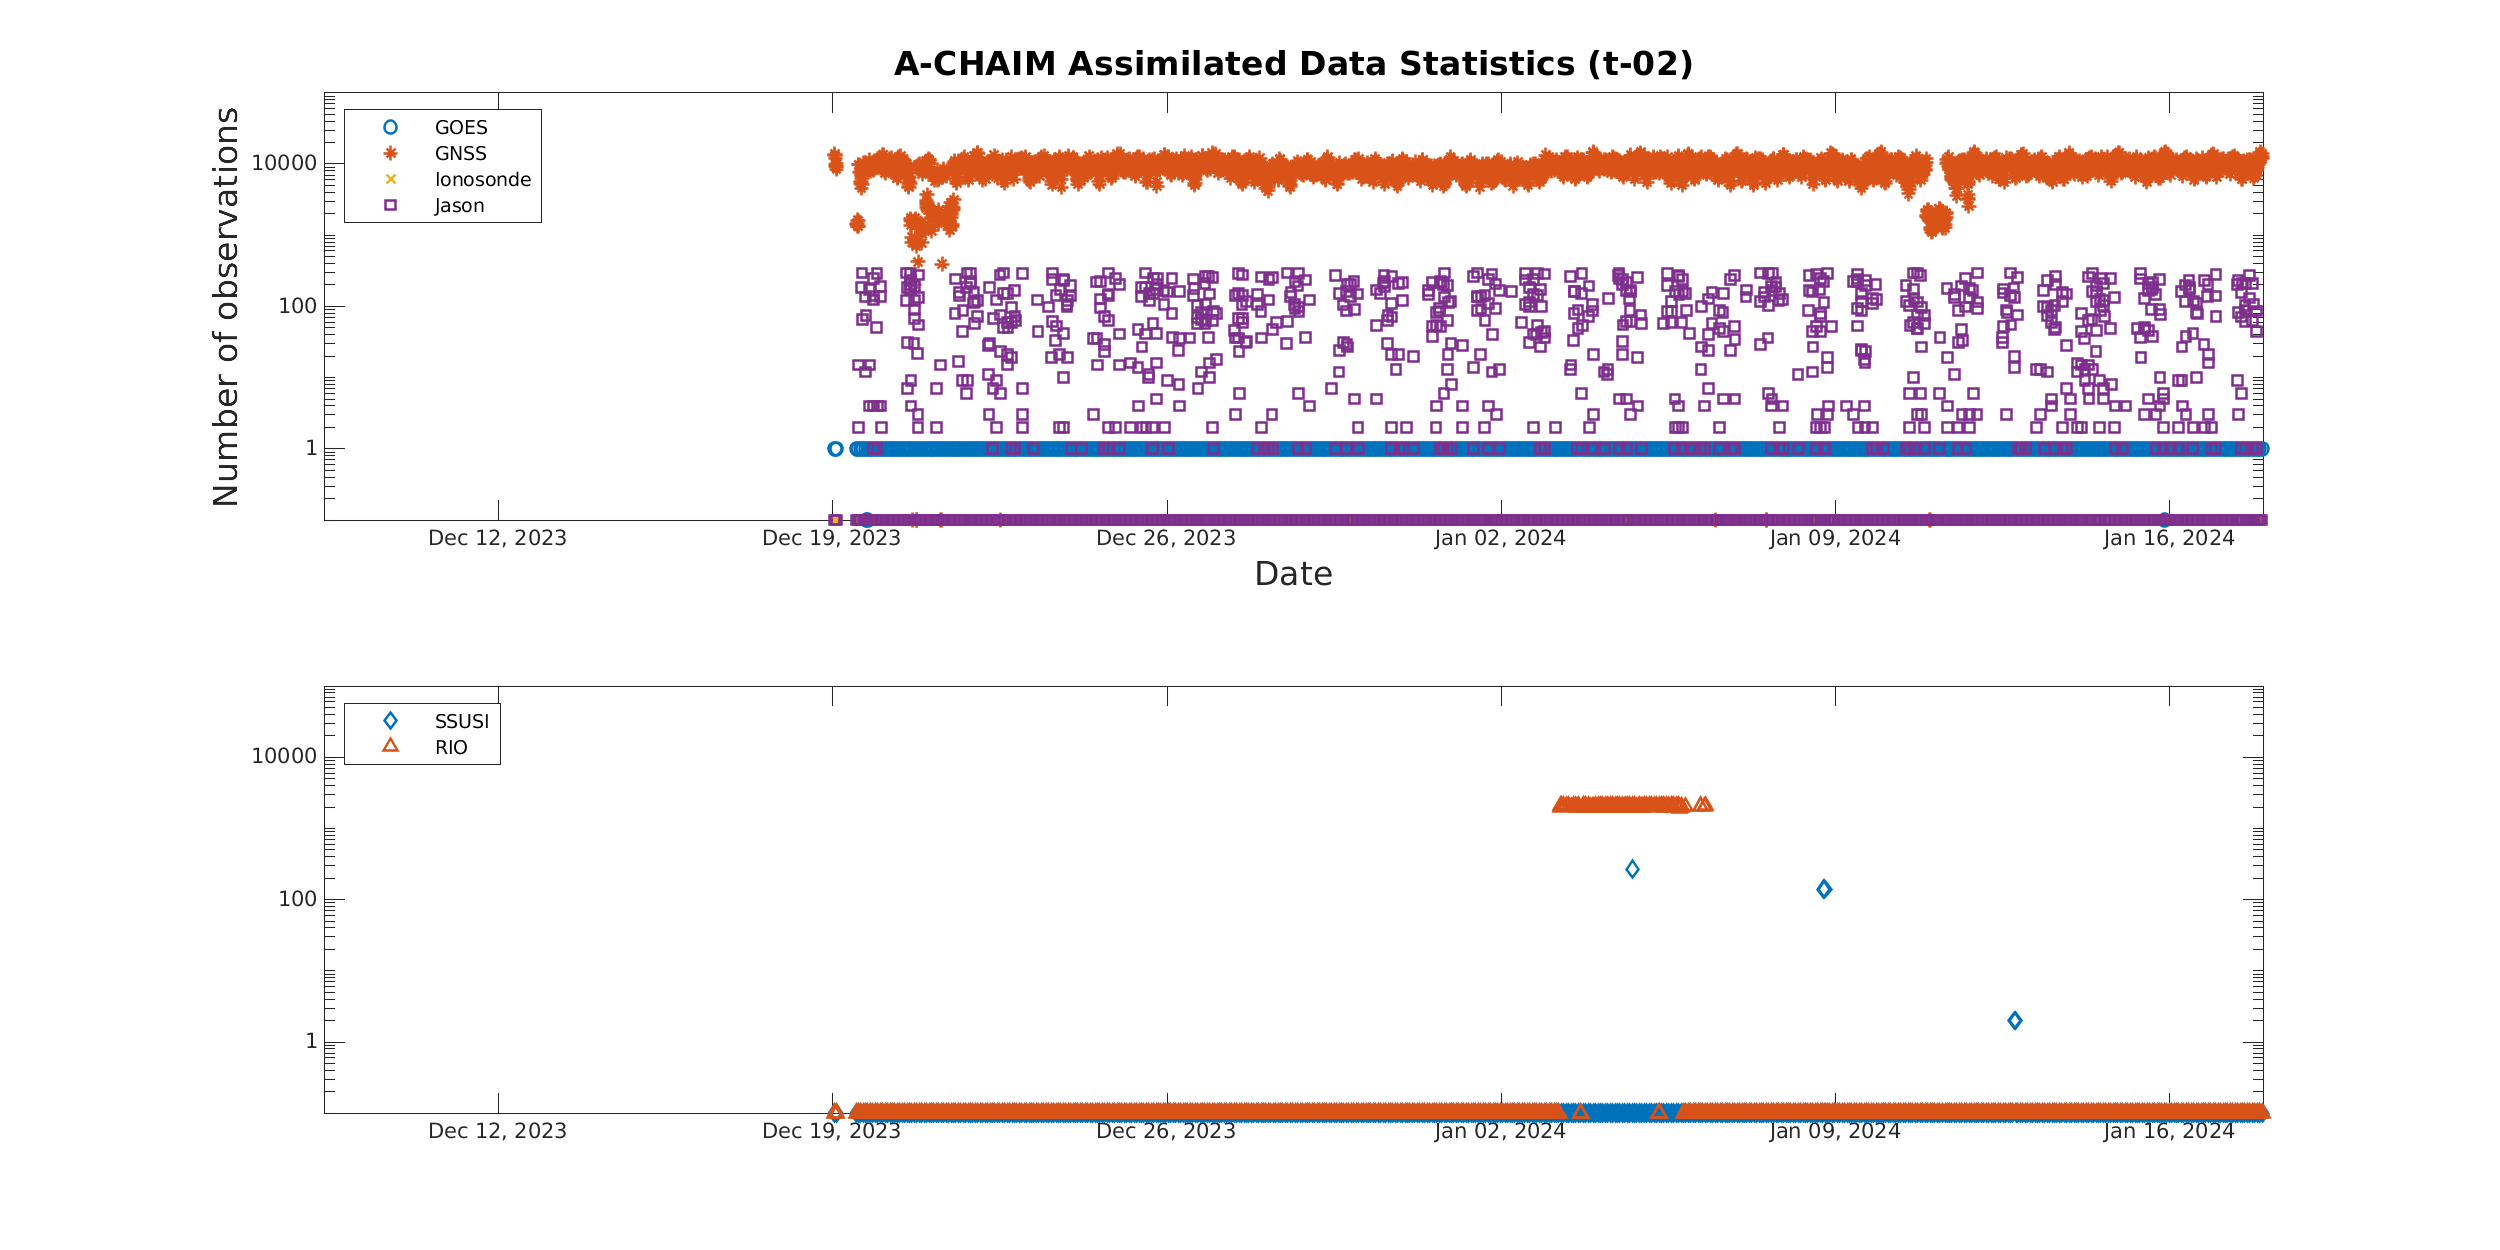 A-CHAIM Assimilated Data Statistics (t-02)
Number of observations
10000
100
1
GOES
GNSS
Ionosonde
Jason
Dec 12, 2023
Dec 19, 2023
Dec 26, 2023
Jan 02, 2024
Jan 09, 2024
Jan 16, 2024
Date
10000
100
1
SSUSI
RIO
Dec 12, 2023
Dec 19, 2023
Dec 26, 2023
Jan 02, 2024
Jan 09, 2024
Jan 16, 2024